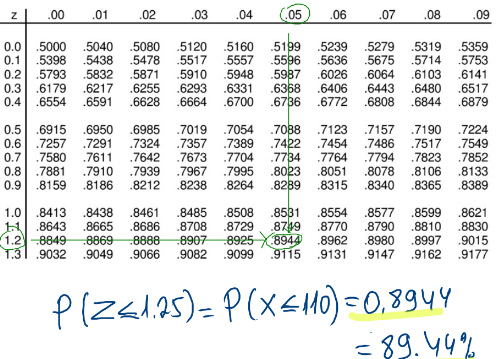 z .00 .01 .02 .03 .04 .05 .06 .07 .08 .09
0.0 .5000 .5040 .5080 .5120 .5160 .5199 .5239 .5279 .5319 .5359
0.1 .5398 .5438 .5478 .5517 .5557 .5596 .5636 .5675 .5714 .5753
0.2 .5793 .5832 .5871 .5910 .5948 .5987 .6026 .6064 .6103 .6141
0.3 .6179 .6217 .6255 .6293 .6331 .6368 .6406 .6443 .6480 .6517
0.4 .6554 .6591 .6628 .6664 .6700 .6736 .6772 .6808 .6844 .6879
0.5 .6915 .6950 .6985 .7019 .7054 .7088 .7123 .7157 .7190 .7224
0.6 .7257 .7291 .7324 .7357 .7389 .7422 .7454 .7486 .7517 .7549
0.7 .7580 .7611 .7642 .7673 .7704 .7734 .7764 .7794 .7823 .7852
0.8 .7881 .7910 .7939 .7967 .7995 .8023 .8051 .8078 .8106 .8133
0.9 .8159 .8186 .8212 .8238 .8264 .8289 .8315 .8340 .8365 .8389
1.0 .8413 .8438 .8461 .8485 .8508 .8531 .8554 .8577 .8599 .8621
1.1 .8643 .8665 .8686 .8708 .8729 .8749 .8770 .8790 .8810 .8830
1.2 .8849 .8869 .8888 .8907 .8925 .8944 .8962 .8980 .8997 .9015
1.3 .9032 .9049 .9066 .9082 .9099 .9115 .9131 .9147 .9162 .9177
P(Z≤1.25) = P(X≤110) = 0,8944
= 89.44%